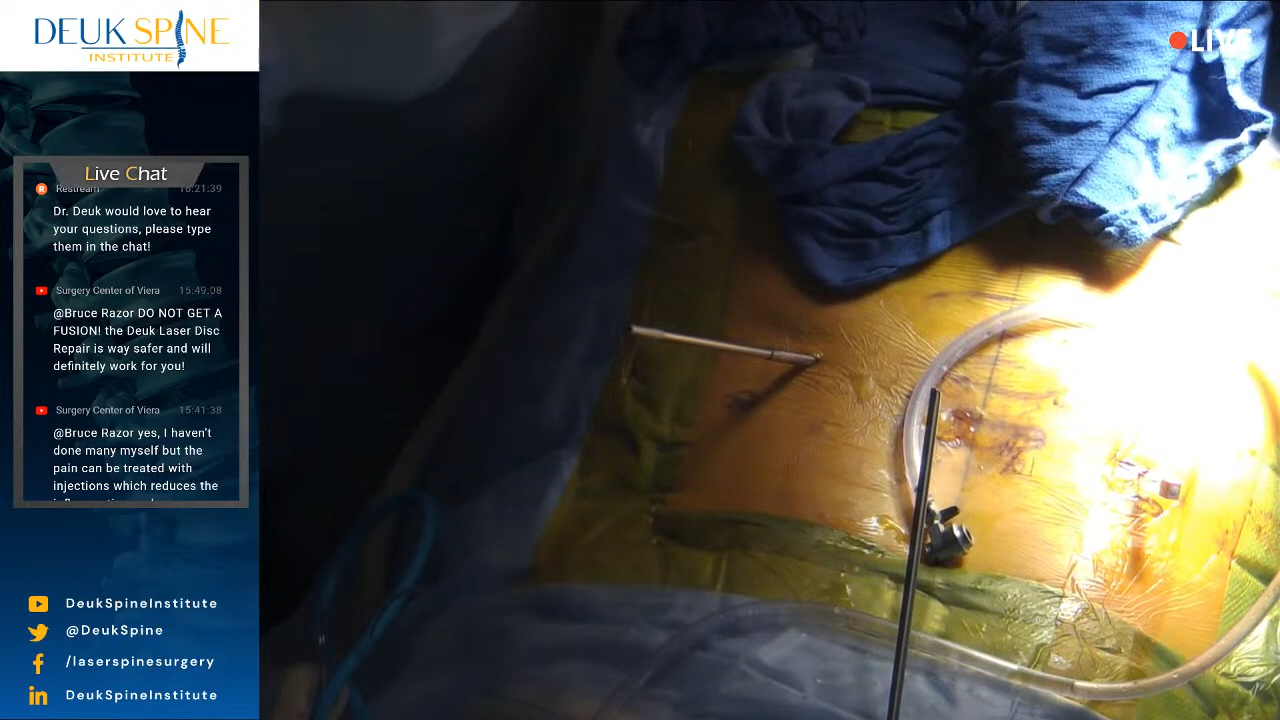 DEUK SPINE
INSTITUTE
LIVE
Live Chat
Restream 16:21:39
Dr. Deuk would love to hear
your questions, please type
them in the chat!
Surgery Center of Viera 15:49:08
@Bruce Razor DO NOT GET A
FUSION! the Deuk Laser Disc
Repair is way safer and will
definitely work for you!
Surgery Center of Viera 15:41:38
@Bruce Razor yes, I haven't
done many myself but the
pain can be treated with
injections which reduces the
DeukSpineInstitute
@DeukSpine
/laserspinesurgery
DeukSpineInstitute